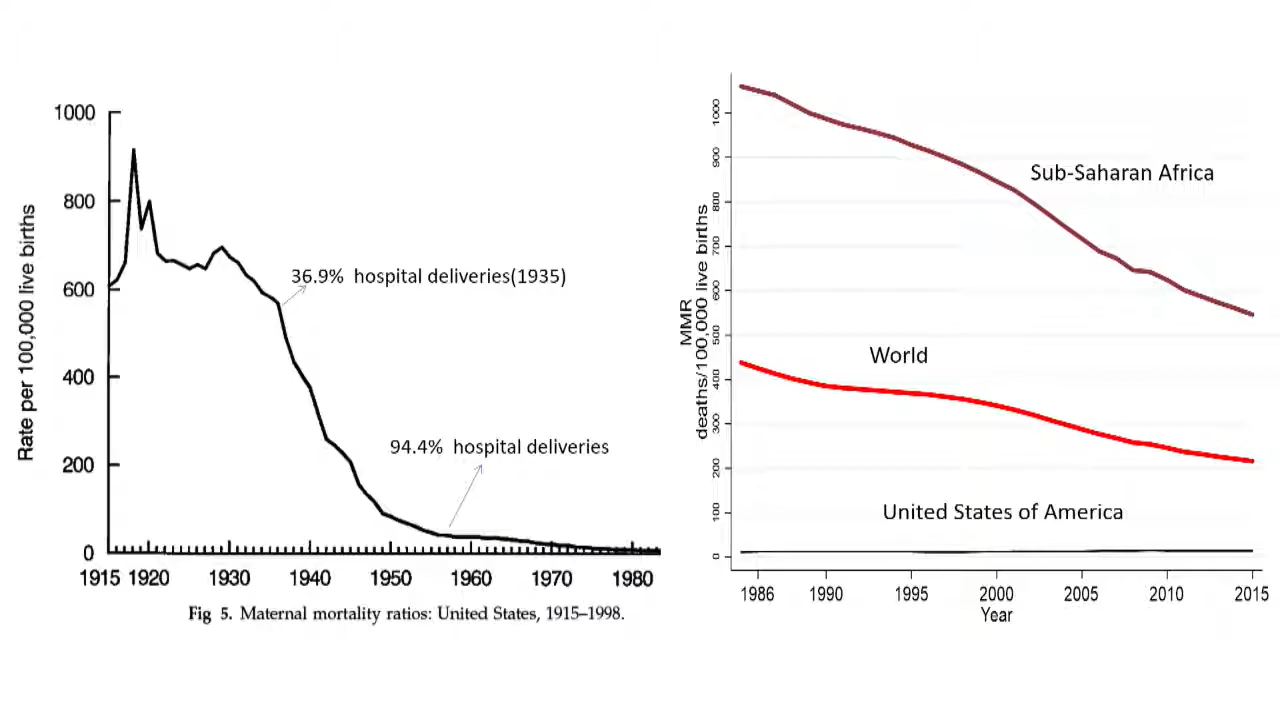 1000
800
600
400
200
0
Rate per 100,000 live births
36.9% hospital deliveries(1935)
94.4% hospital deliveries
1915 1920 1930 1940 1950 1960 1970 1980
Fig 5. Maternal mortality ratios: United States, 1915–1998.
1000
900
800
700
600
500
400
300
200
100
0
MMR
deaths/100,000 live births
Sub-Saharan Africa
World
United States of America
1986 1990 1995 2000 2005 2010 2015
Year